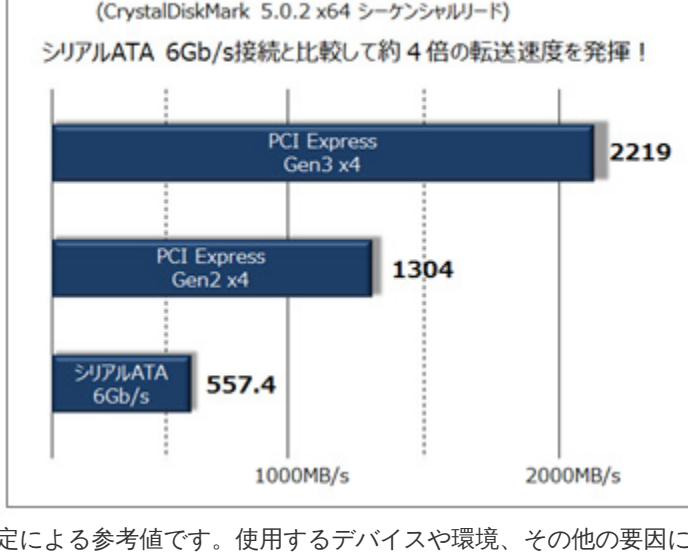 (CrystalDiskMark 5.0.2 x64 シーケンシャルリード)
シリアルATA 6Gb/s接続と比較して約４倍の転送速度を発揮！
PCI Express
Gen3 x4
2219
PCI Express
Gen2 x4
1304
シリアルATA
6Gb/s
557.4
1000MB/s
2000MB/s
定による参考値です。使用するデバイスや環境、その他の要因に